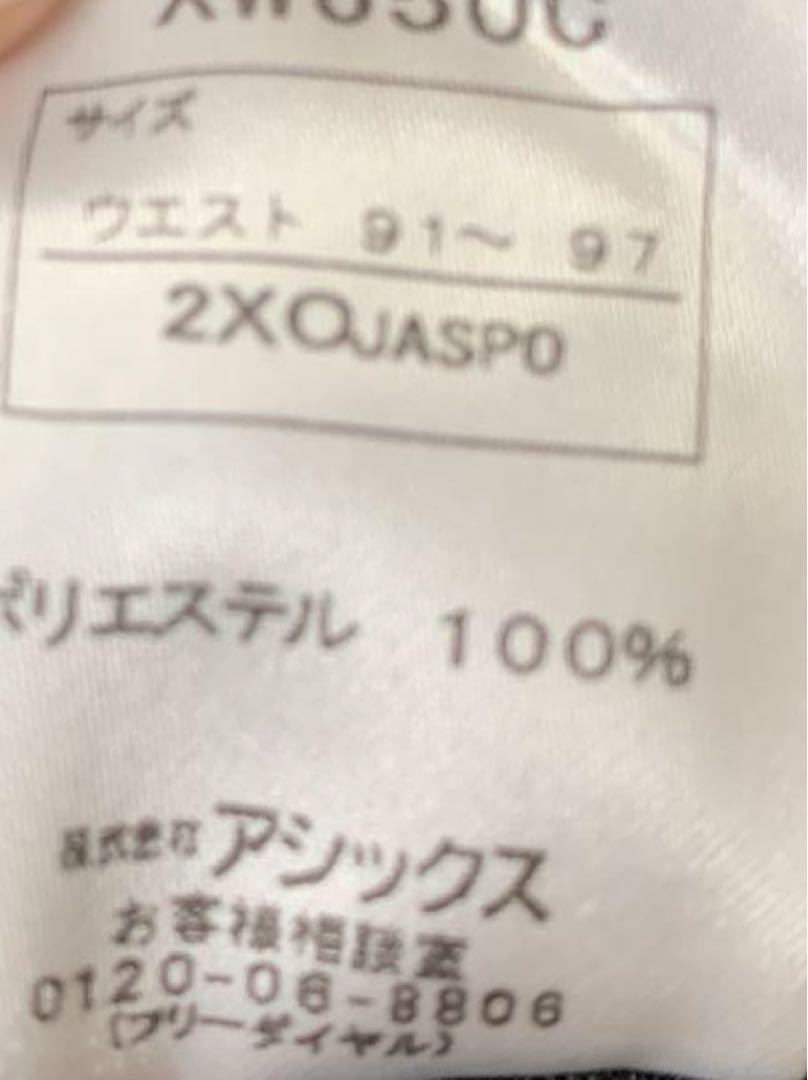 サイズ
ウエスト 91〜 97
2XOJASPO
ポリエステル 100%
株式会社アシックス
お客様相談室
0120-06-8806
(フリーダイヤル)